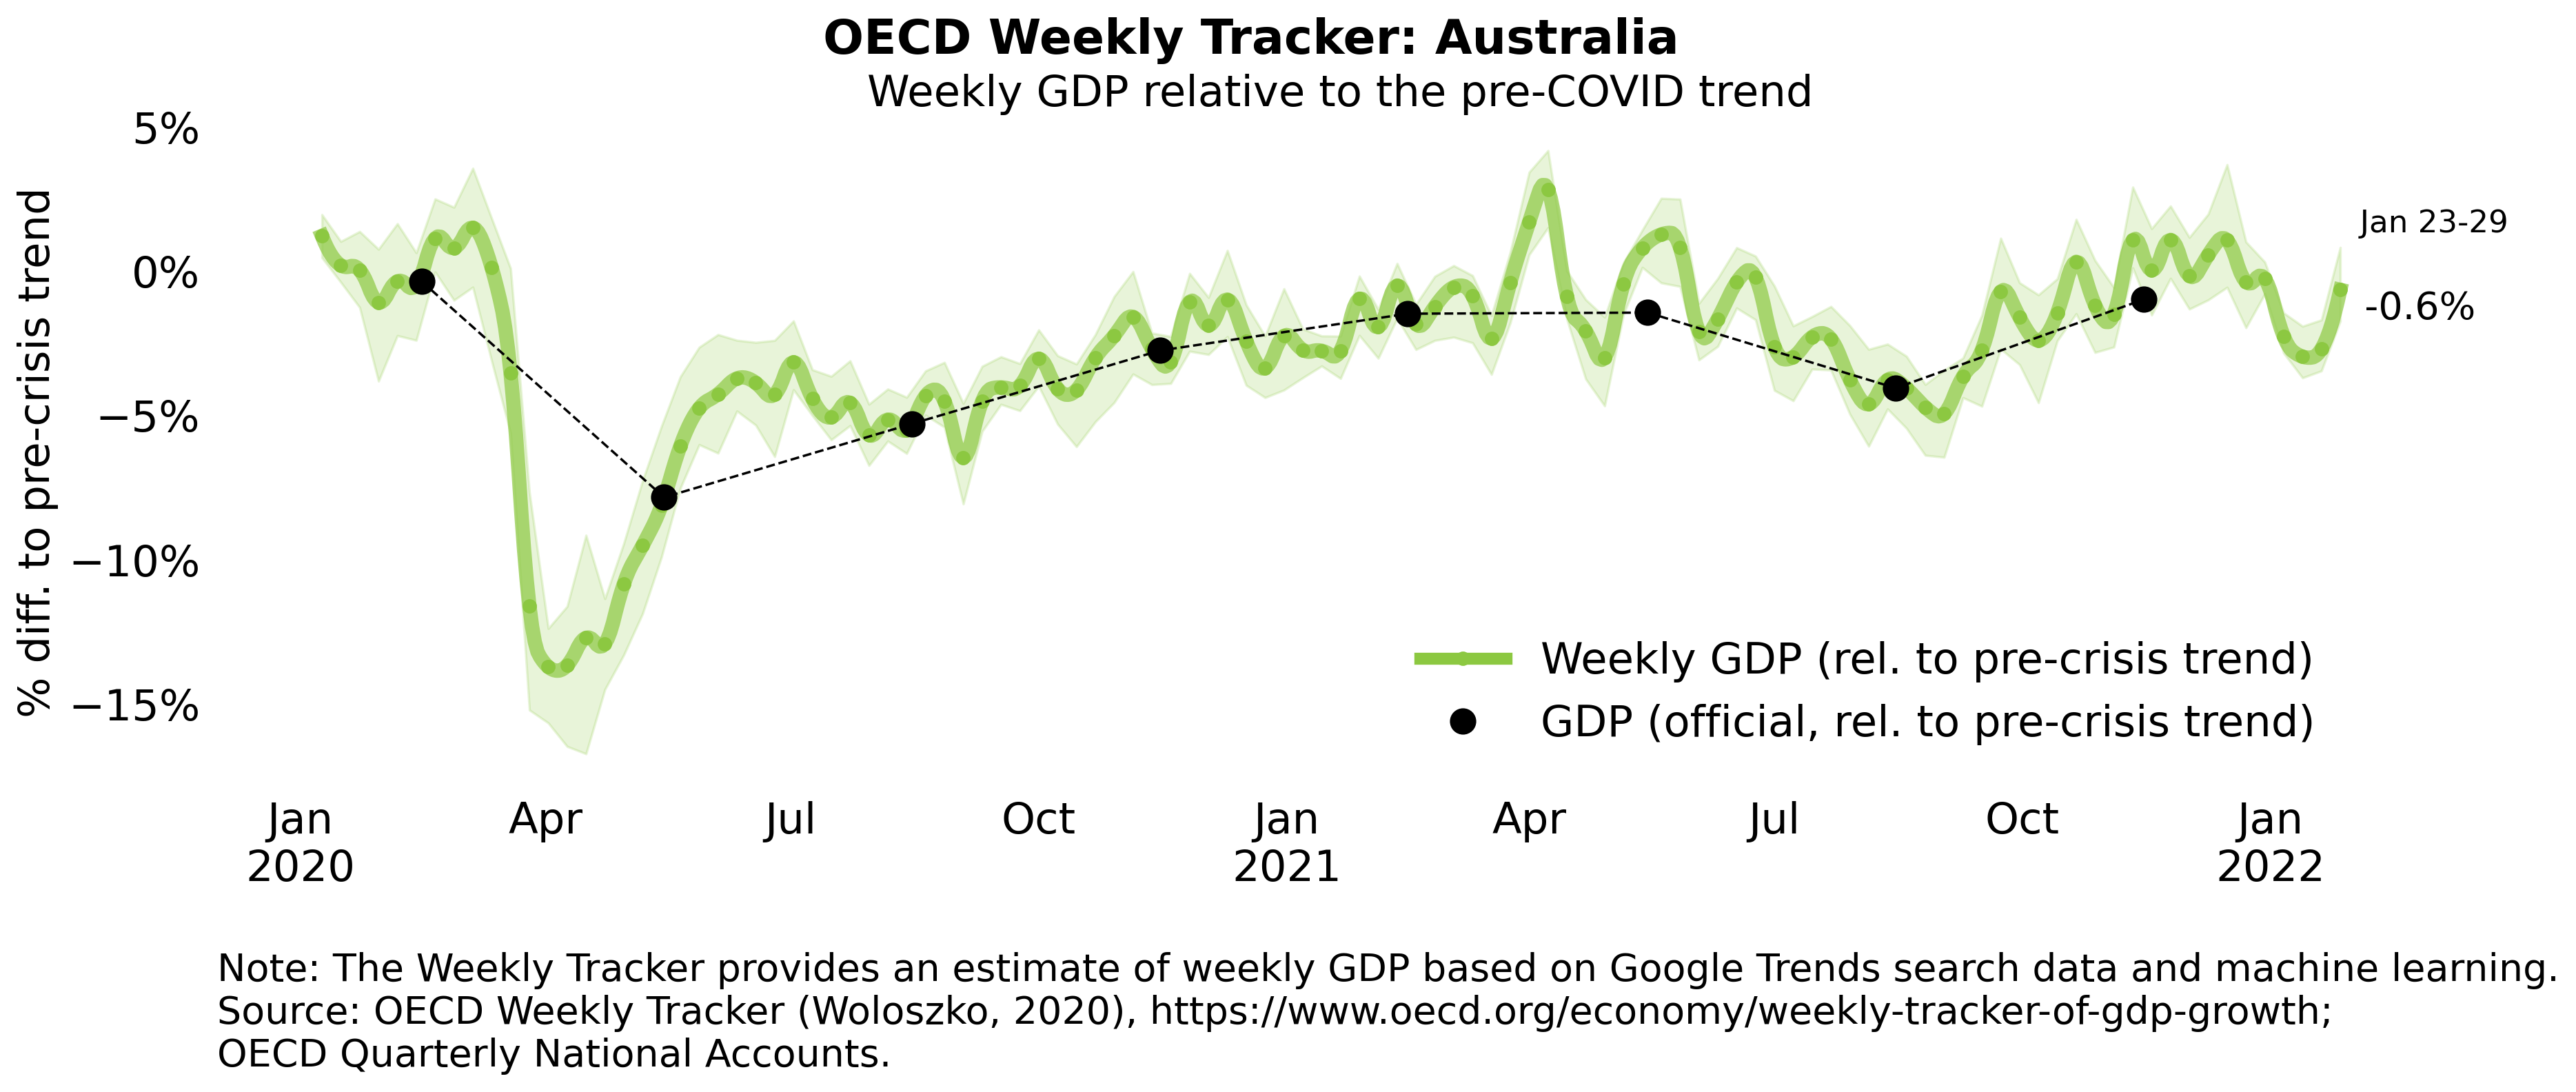 OECD Weekly Tracker: Australia
Weekly GDP relative to the pre-COVID trend
% diff. to pre-crisis trend
5%
0%
−5%
−10%
−15%
Jan 23-29
-0.6%
Weekly GDP (rel. to pre-crisis trend)
GDP (official, rel. to pre-crisis trend)
Jan Apr Jul Oct Jan Apr Jul Oct Jan
2020 2021 2022
Note: The Weekly Tracker provides an estimate of weekly GDP based on Google Trends search data and machine learning.
Source: OECD Weekly Tracker (Woloszko, 2020), https://www.oecd.org/economy/weekly-tracker-of-gdp-growth;
OECD Quarterly National Accounts.